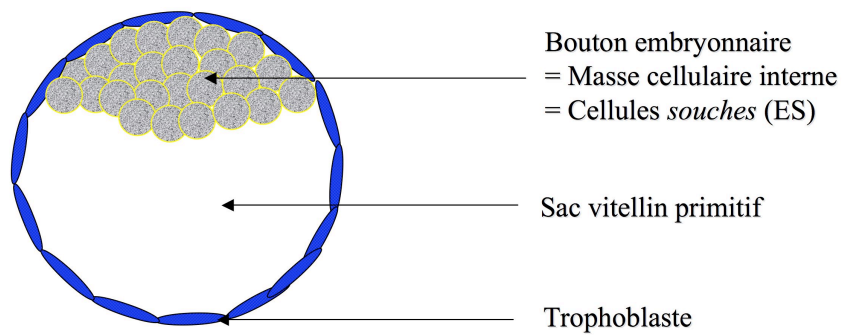 Bouton embryonnaire
= Masse cellulaire interne
= Cellules souches (ES)
Sac vitellin primitif
Trophoblaste